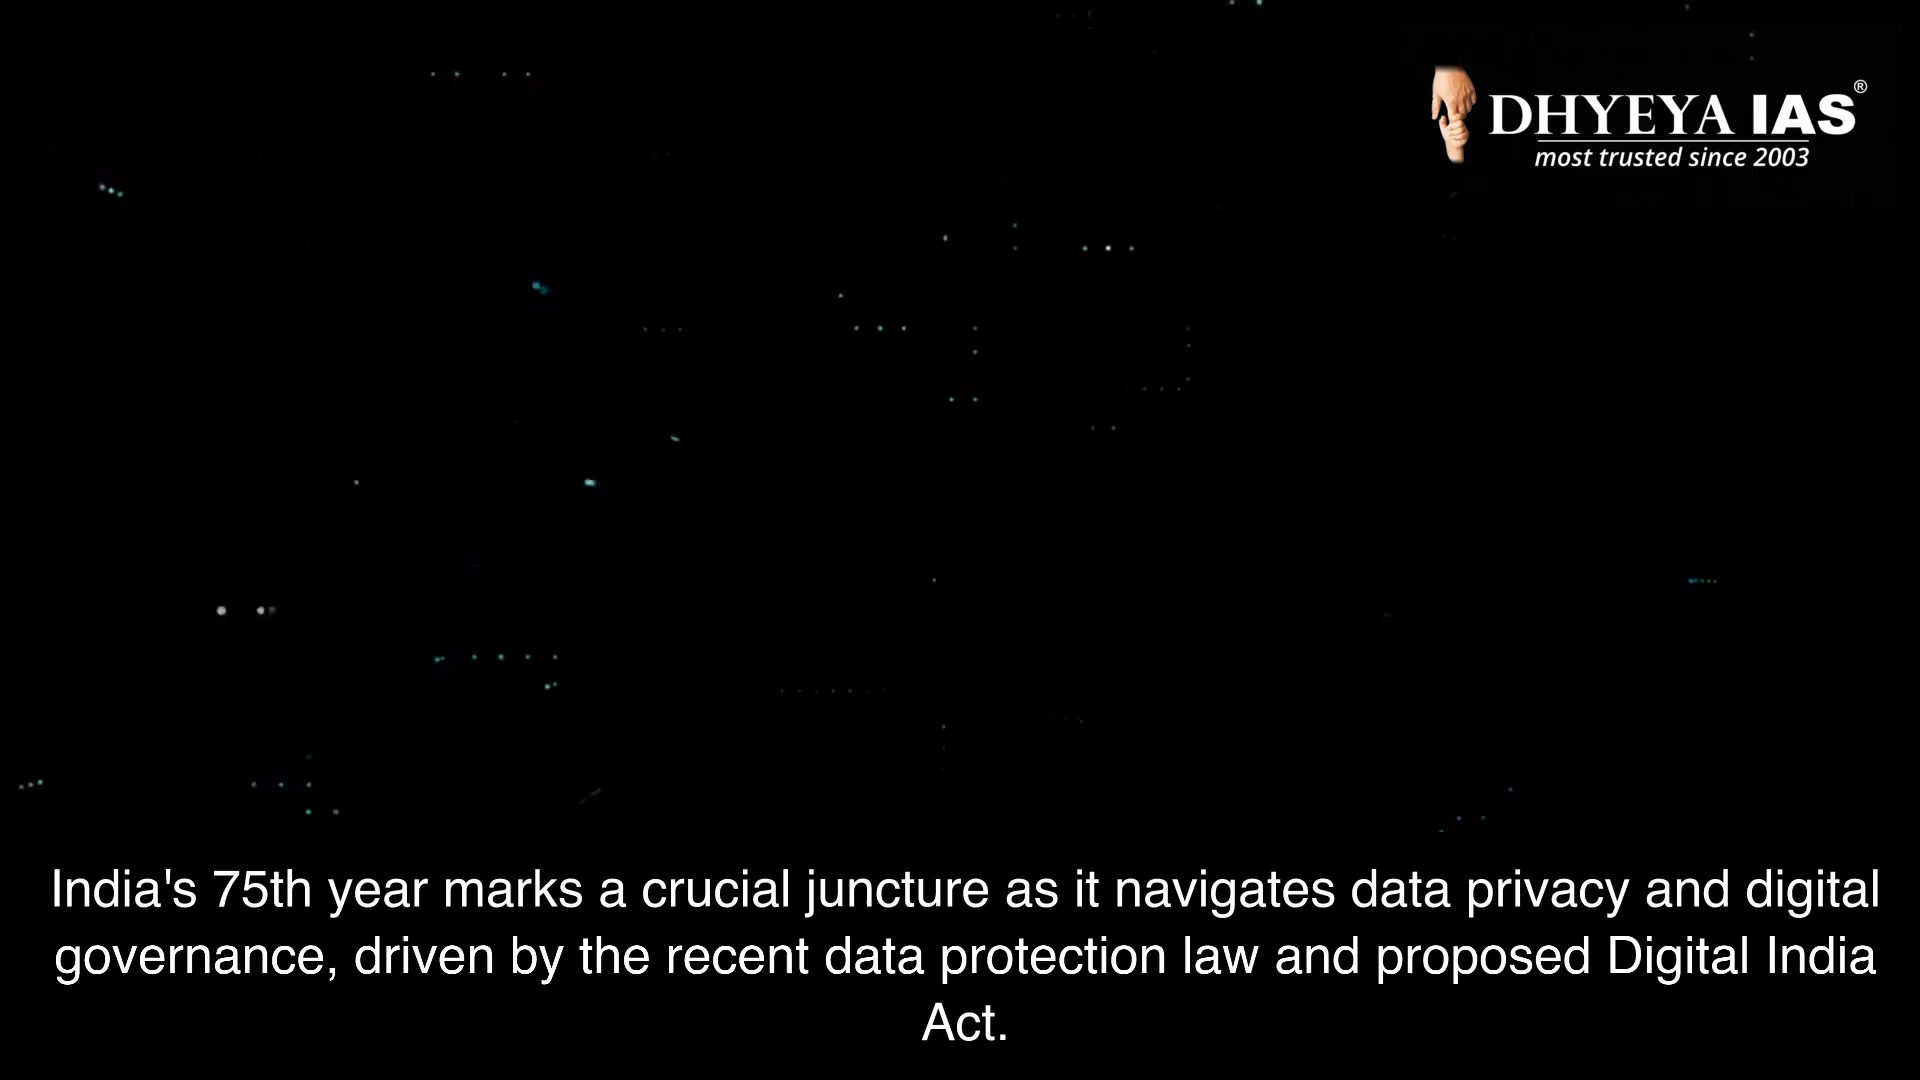 DHYEYA IAS®
most trusted since 2003
India's 75th year marks a crucial juncture as it navigates data privacy and digital
governance, driven by the recent data protection law and proposed Digital India
Act.